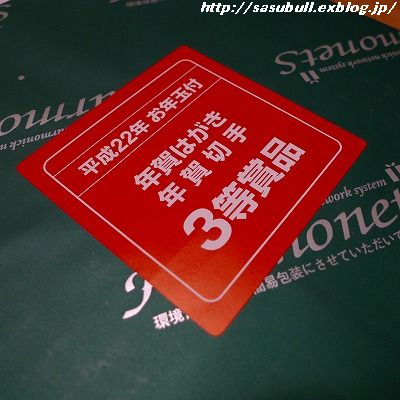 http://sasubull.exblog.jp/
平成22年 お年玉付
年賀はがき
年賀切手
3等賞品
簡易包装にさせていただいて
環境